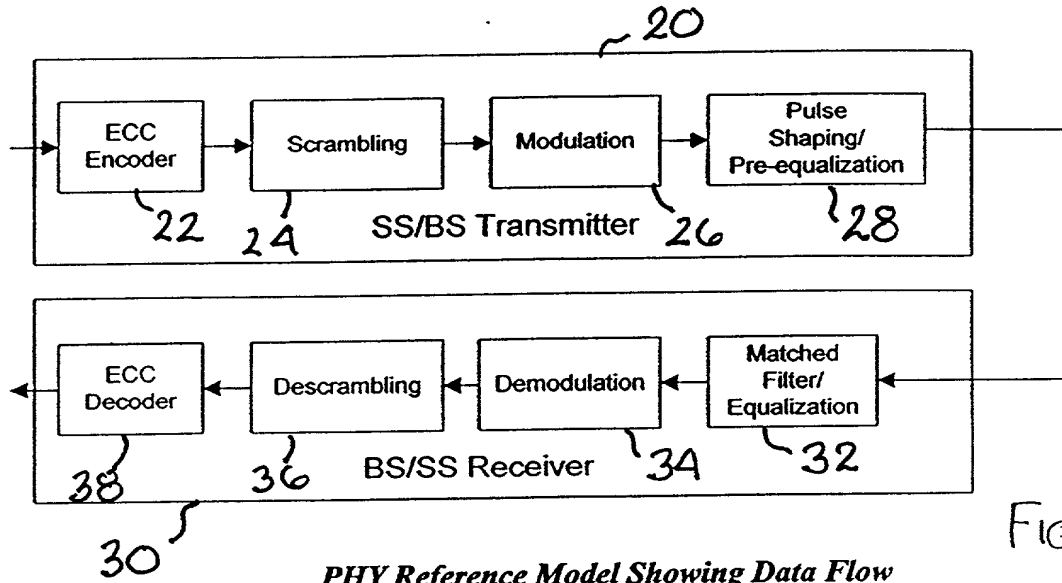 20
ECC
Encoder
Scrambling
Modulation
Pulse
Shaping/
Pre-equalization
22
24
SS/BS Transmitter
26
28
ECC
Decoder
Descrambling
Demodulation
Matched
Filter/
Equalization
38
36
BS/SS Receiver
34
32
30
PHY Reference Model Showing Data Flow